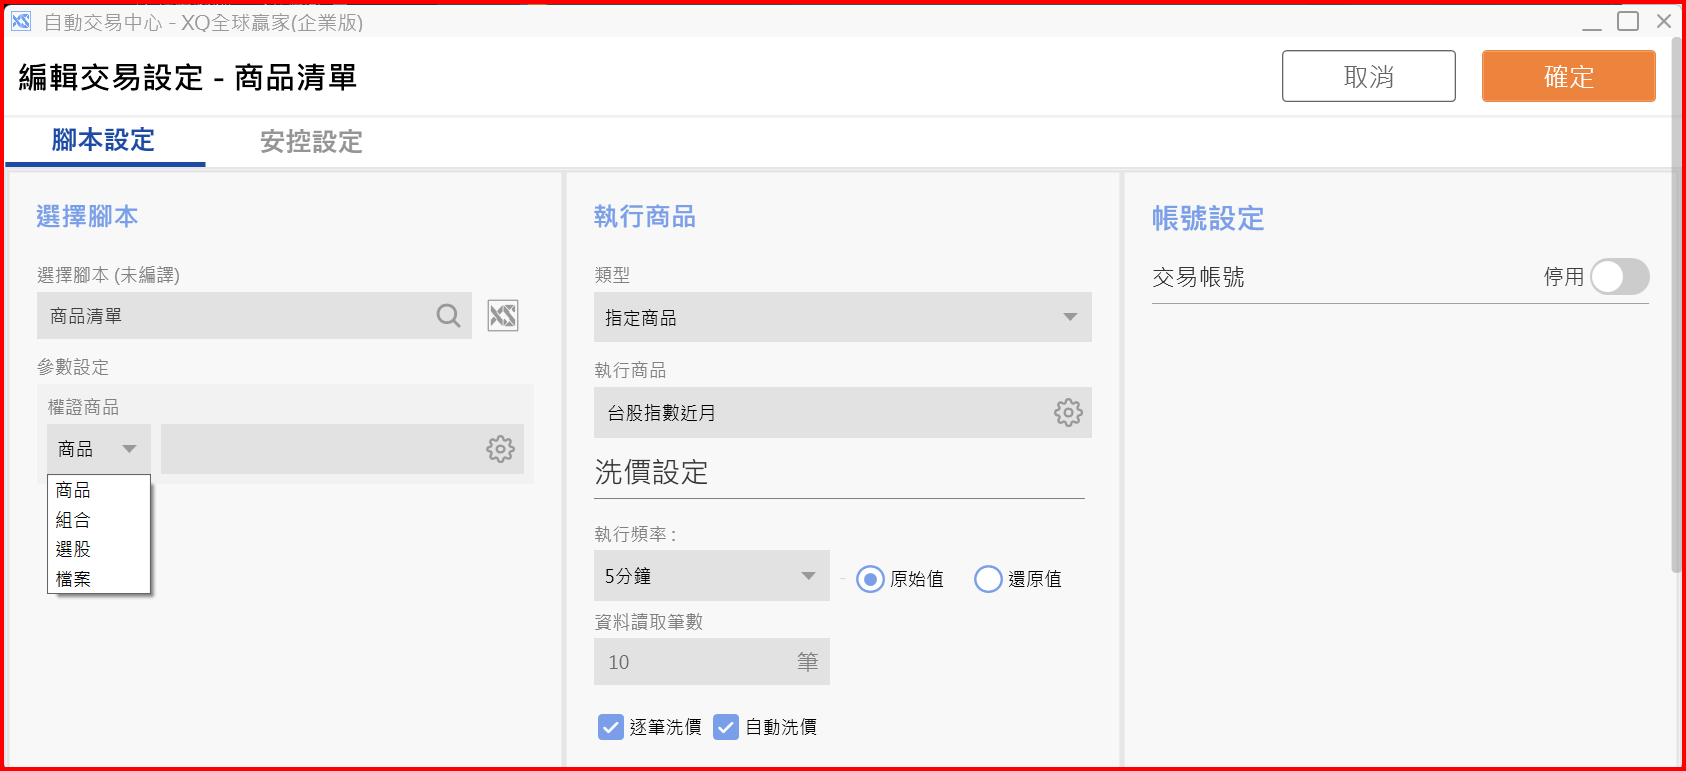 自動交易中心 - XQ全球贏家(企業版)
編輯交易設定 - 商品清單
取消
確定
腳本設定
安控設定
選擇腳本
選擇腳本 (未編譯)
商品清單
XS
參數設定
權證商品
商品
商品
組合
選股
檔案
執行商品
類型
指定商品
執行商品
台股指數近月
洗價設定
執行頻率 :
5分鐘
- 原始值 還原值
資料讀取筆數
10 筆
逐筆洗價 自動洗價
帳號設定
交易帳號 停用